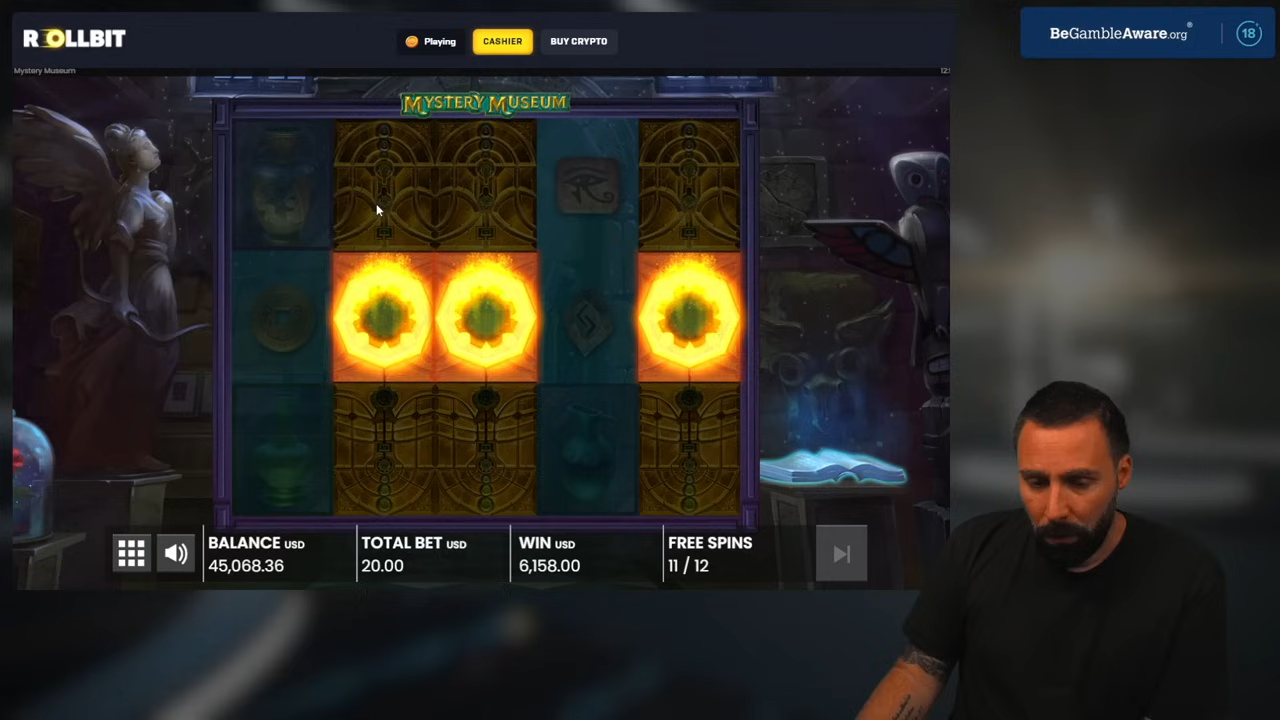 ROLLBIT
Playing
CASHIER
BUY CRYPTO
BeGambleAware.org®
18
Mystery Museum
12:
MYSTERY MUSEUM
BALANCE USD
45,068.36
TOTAL BET USD
20.00
WIN USD
6,158.00
FREE SPINS
11 / 12